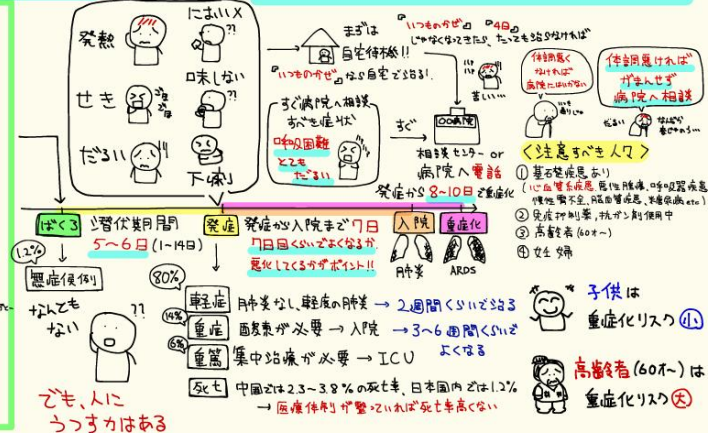 発熱
せき
だるい
におい×
味しない
下痢
まずは
自宅待機!!
『いつものかぜ』なら自宅で治る!
『いつものかぜ』
じゃなくなってきたら、
『4日』
たっても治らなければ
すぐ病院へ相談
すべき症状
呼吸困難
とても
だるい
すぐ
苦しい…
○○病院
相談センター or
病院へ電話
発症から8〜10日で重症化
体調悪く
なければ
病院にはいかない
体調悪ければ
がまんせず
病院へ相談
だるい
<注意すべき人々>
① 基礎疾患あり
(心血管系疾患、悪性腫瘍、呼吸器疾患
慢性腎不全、脳血管疾患、糖尿病etc)
② 免疫抑制薬、抗ガン剤使用中
③ 高齢者(60才〜)
④ 妊婦
ばくろ
潜伏期間
5〜6日(1〜14日)
発症
発症から入院まで7日
7日目くらいでよくなるか
悪化してくるかがポイント!!
入院
重症化
肺炎
ARDS
1.2%
無症候例
なんても
ない
??
でも、人に
うつす力はある
80%
軽症 肺炎なし、軽度の肺炎 → 2週間くらいで治る
14%
重症 酸素が必要 → 入院 → 3〜6週間くらいで
よくなる
6%
重篤 集中治療が必要 → ICU
死亡 中国では2.3〜3.8%の死亡率、日本国内では1.2%
→ 医療体制が整っていれば死亡率高くない
子供は
重症化リスク小
高齢者(60才〜)は
重症化リスク大